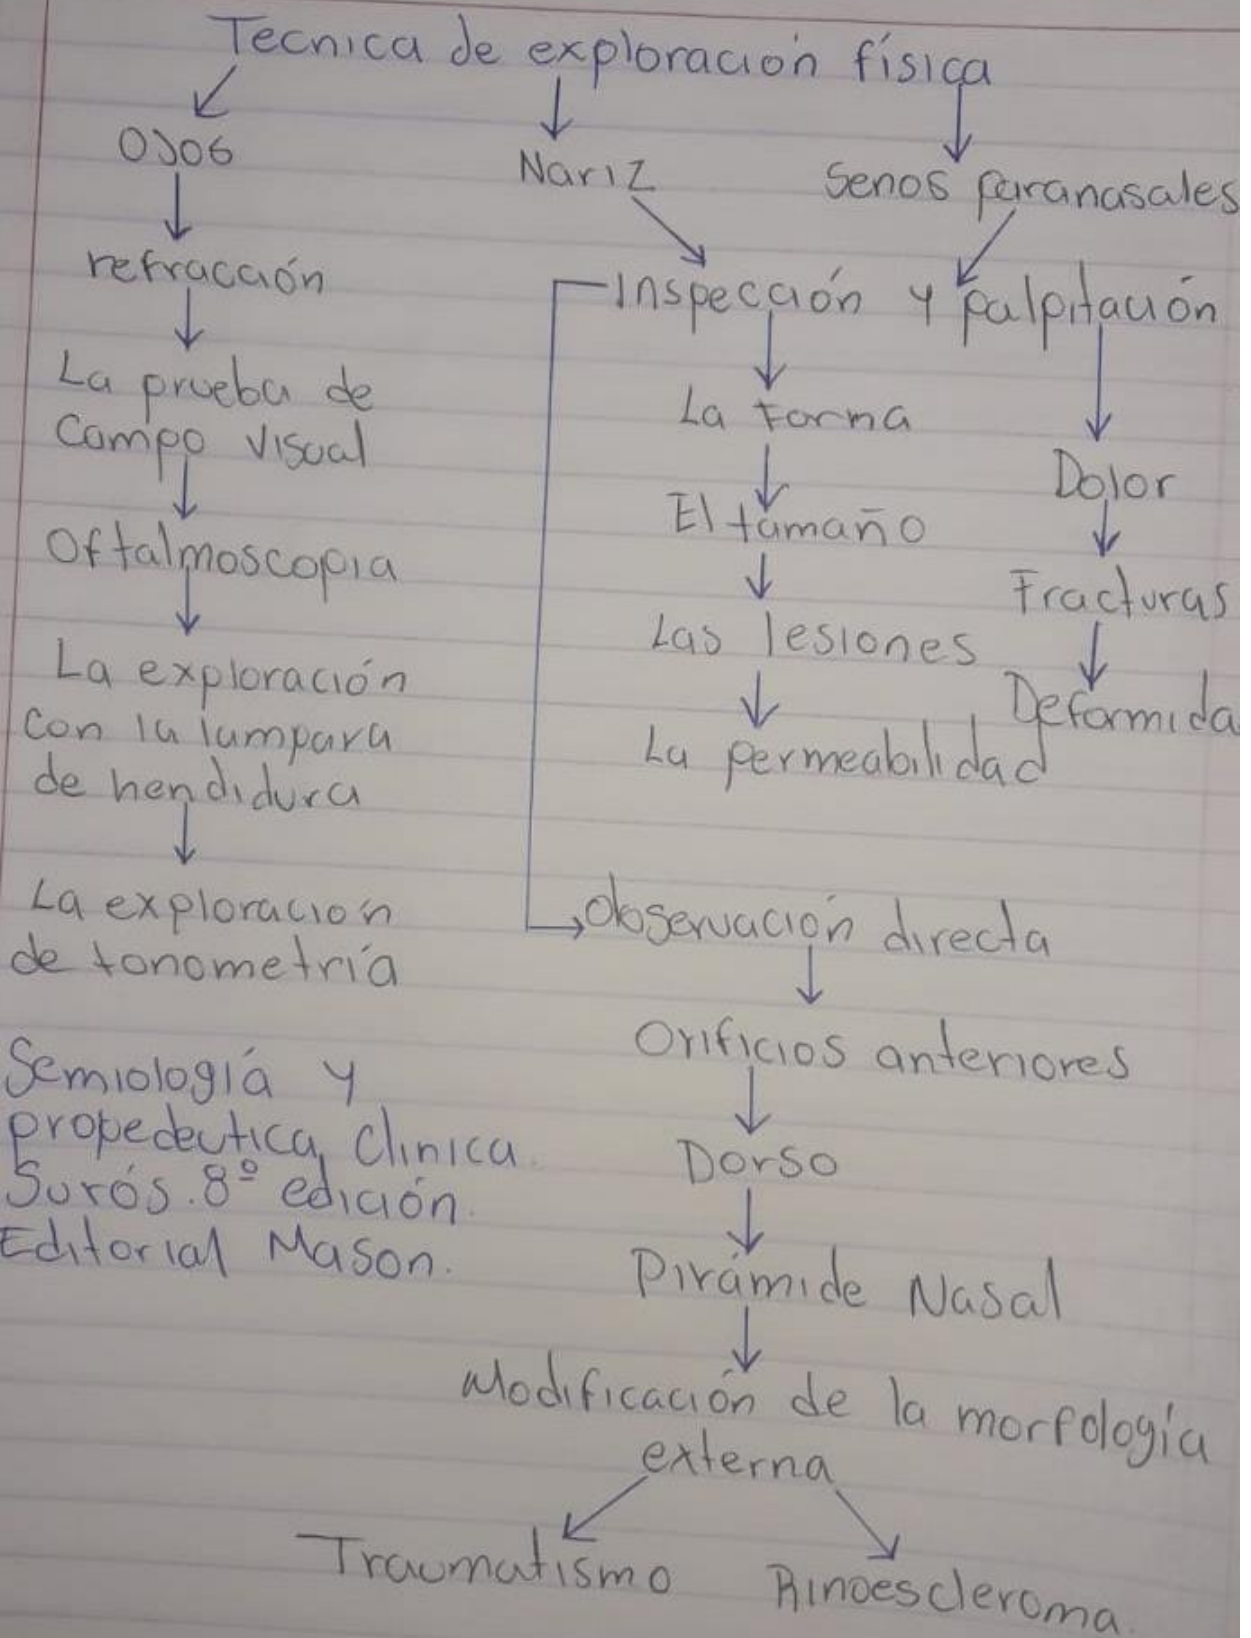 Tecnica de exploración física
Ojos
Nariz
Senos paranasales
refracción
Inspección y palpitación
La prueba de
Campo visual
La forma
Dolor
Oftalmoscopia
El tamaño
Fracturas
La exploración
con la lampara
de hendidura
Las lesiones
Deformida
La permeabilidad
La exploración
de tonometría
Observación directa
Orificios anteriores
Semiología y
propedeutica, Clinica.
Surós. 8º edición.
Editorial Mason.
Dorso
Pirámide Nasal
Modificación de la morfología
externa
Traumatismo
Rinoescleroma.